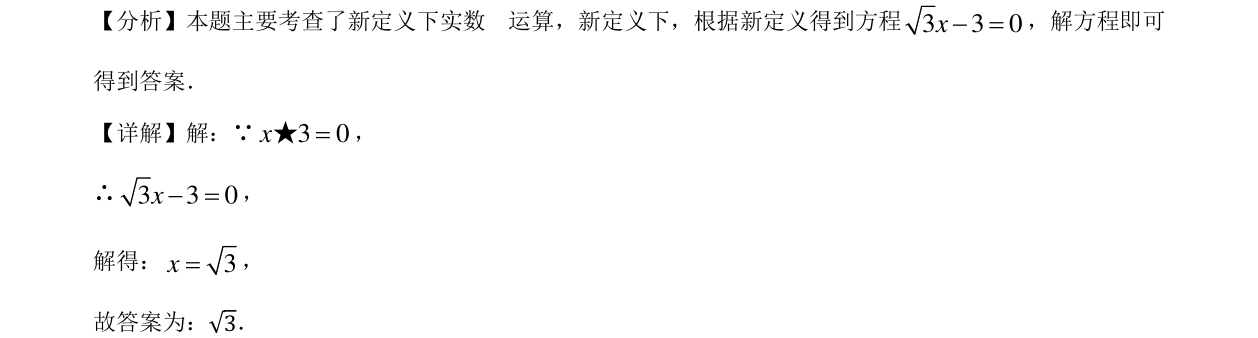 【分析】本题主要考查了新定义下实数 运算，新定义下，根据新定义得到方程√3x－3＝0，解方程即可
得到答案．
【详解】解：∵x★3＝0，
∴√3x－3＝0，
解得：x＝√3，
故答案为：√3．